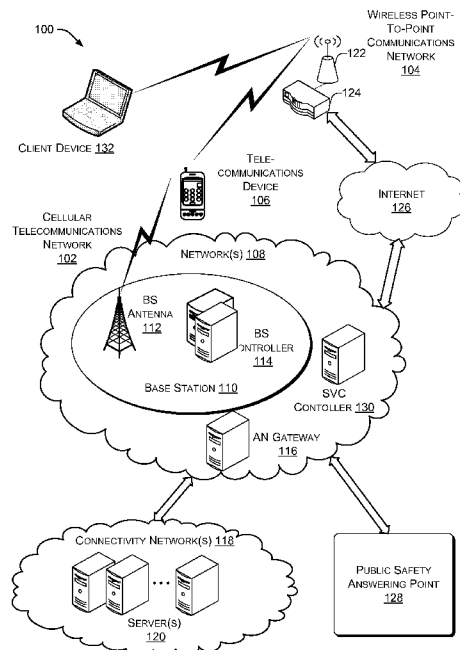 WIRELESS POINT-
TO-POINT
COMMUNICATIONS
NETWORK
104
100
122
124
CLIENT DEVICE 132
TELE-
COMMUNICATIONS
DEVICE
106
INTERNET
126
CELLULAR
TELECOMMUNICATIONS
NETWORK
102
NETWORK(S) 108
BS
ANTENNA
112
BS
ONTROLLER
114
BASE STATION 110
SVC
CONTOLLER 130
AN GATEWAY
116
CONNECTIVITY NETWORK(S) 118
SERVER(S)
120
PUBLIC SAFETY
ANSWERING POINT
128